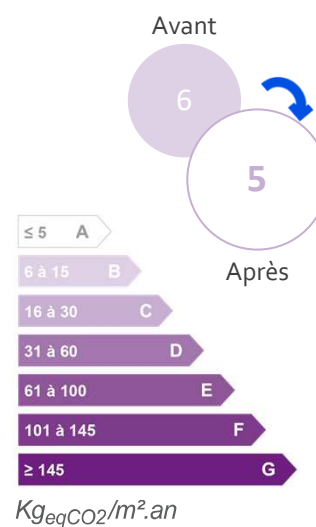 Avant
6
5
Après
≤ 5 A
6 à 15 B
16 à 30 C
31 à 60 D
61 à 100 E
101 à 145 F
≥ 145 G
KgeqCO2/m².an